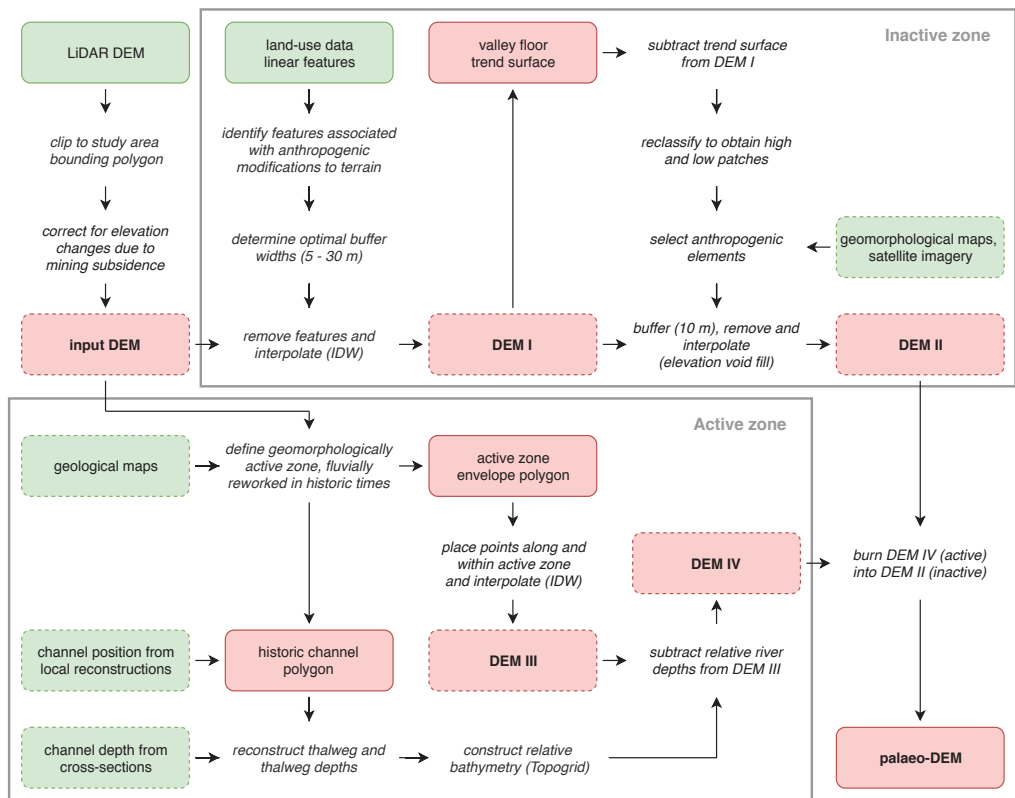 Inactive zone
LiDAR DEM
land-use data
linear features
valley floor
trend surface
subtract trend surface
from DEM I
clip to study area
bounding polygon
identify features associated
with anthropogenic
modifications to terrain
reclassify to obtain high
and low patches
correct for elevation
changes due to
mining subsidence
determine optimal buffer
widths (5 - 30 m)
select anthropogenic
elements
geomorphological maps,
satellite imagery
input DEM
remove features and
interpolate (IDW)
DEM I
buffer (10 m), remove and
interpolate
(elevation void fill)
DEM II
Active zone
geological maps
define geomorphologically
active zone, fluvially
reworked in historic times
active zone
envelope polygon
place points along and
within active zone
and interpolate (IDW)
DEM IV
burn DEM IV (active)
into DEM II (inactive)
channel position from
local reconstructions
historic channel
polygon
DEM III
subtract relative river
depths from DEM III
channel depth from
cross-sections
reconstruct thalweg and
thalweg depths
construct relative
bathymetry (Topogrid)
palaeo-DEM